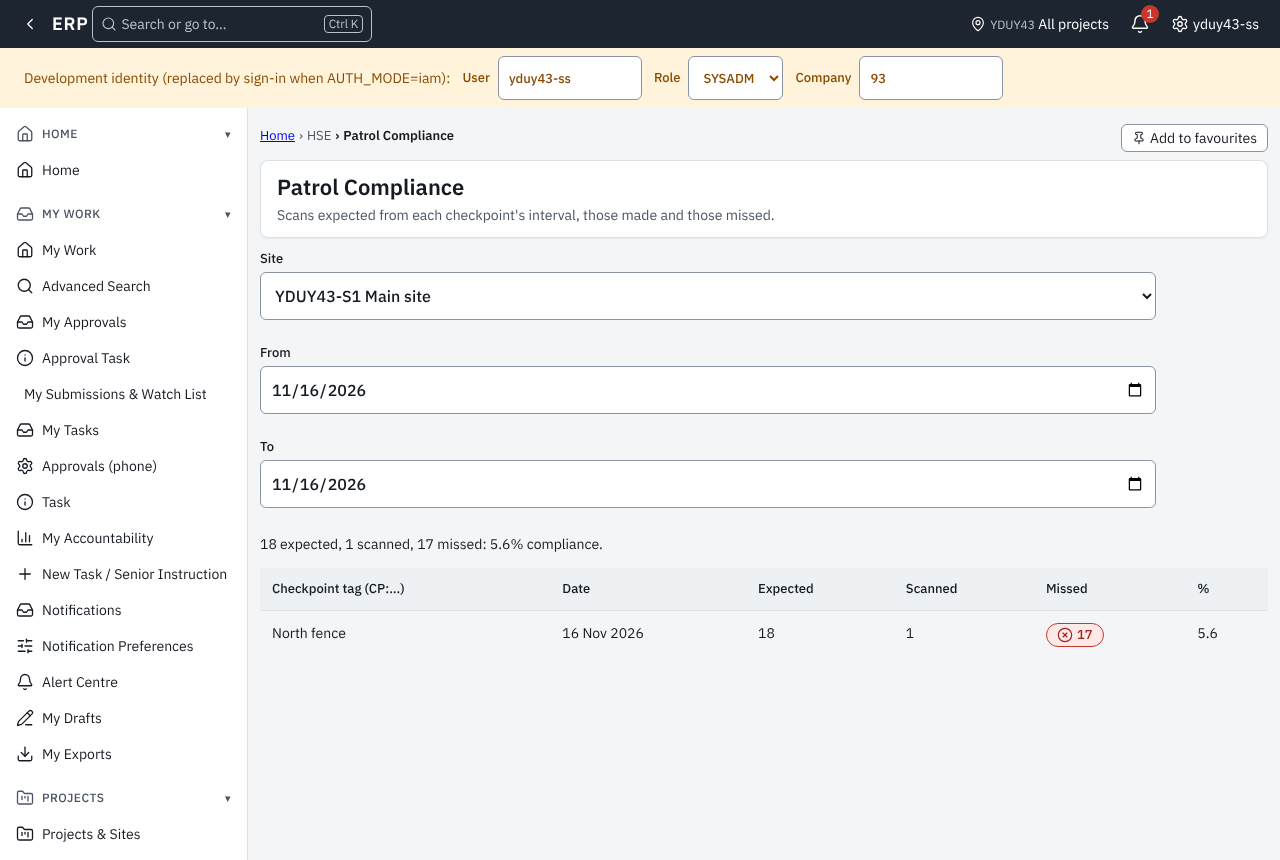 ERP
Search or go to...
Ctrl K
YDUY43 All projects
1
yduy43-ss
Development identity (replaced by sign-in when AUTH_MODE=iam):
User
yduy43-ss
Role
SYSADM
Company
93
HOME
Home
MY WORK
My Work
Advanced Search
My Approvals
Approval Task
My Submissions & Watch List
My Tasks
Approvals (phone)
Task
My Accountability
New Task / Senior Instruction
Notifications
Notification Preferences
Alert Centre
My Drafts
My Exports
PROJECTS
Projects & Sites
Home › HSE › Patrol Compliance
Add to favourites
Patrol Compliance
Scans expected from each checkpoint's interval, those made and those missed.
Site
YDUY43-S1 Main site
From
11/16/2026
To
11/16/2026
18 expected, 1 scanned, 17 missed: 5.6% compliance.
Checkpoint tag (CP:...) Date Expected Scanned Missed %
North fence 16 Nov 2026 18 1 17 5.6